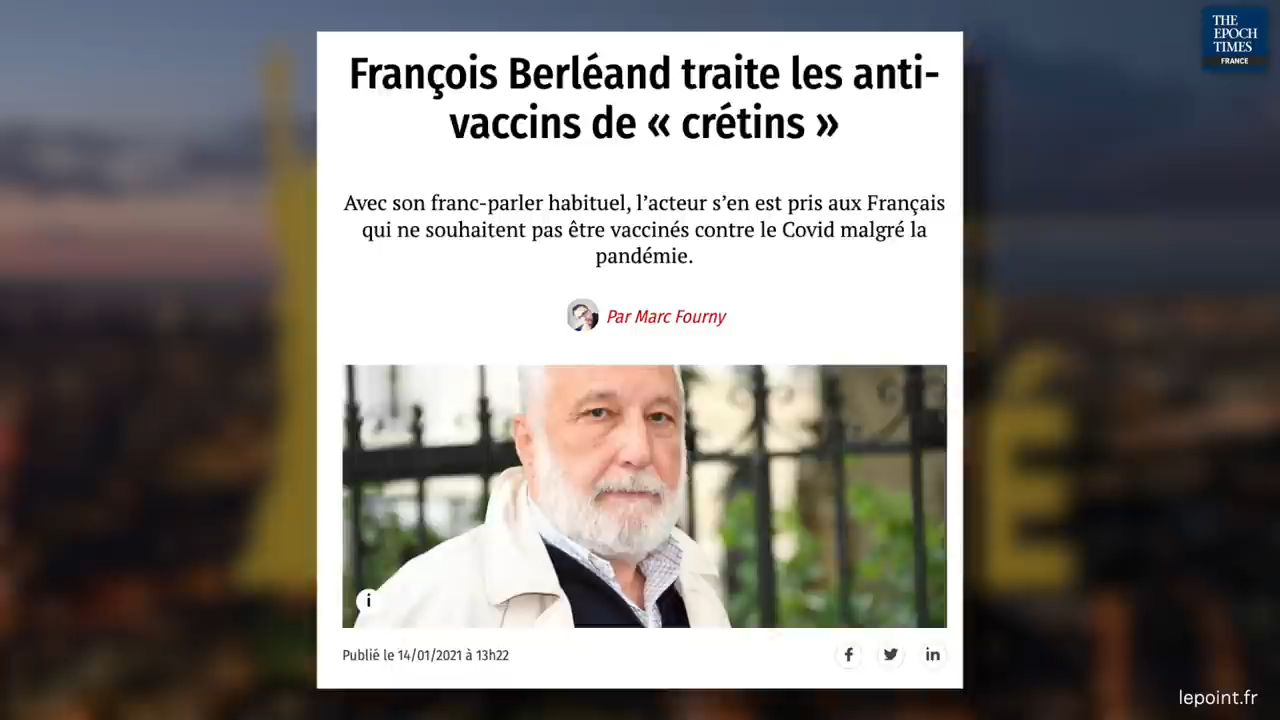 François Berléand traite les anti-
vaccins de « crétins »
Avec son franc-parler habituel, l’acteur s’en est pris aux Français
qui ne souhaitent pas être vaccinés contre le Covid malgré la
pandémie.
Par Marc Fourny
i
Publié le 14/01/2021 à 13h22
THE
EPOCH
TIMES
FRANCE
lepoint.fr